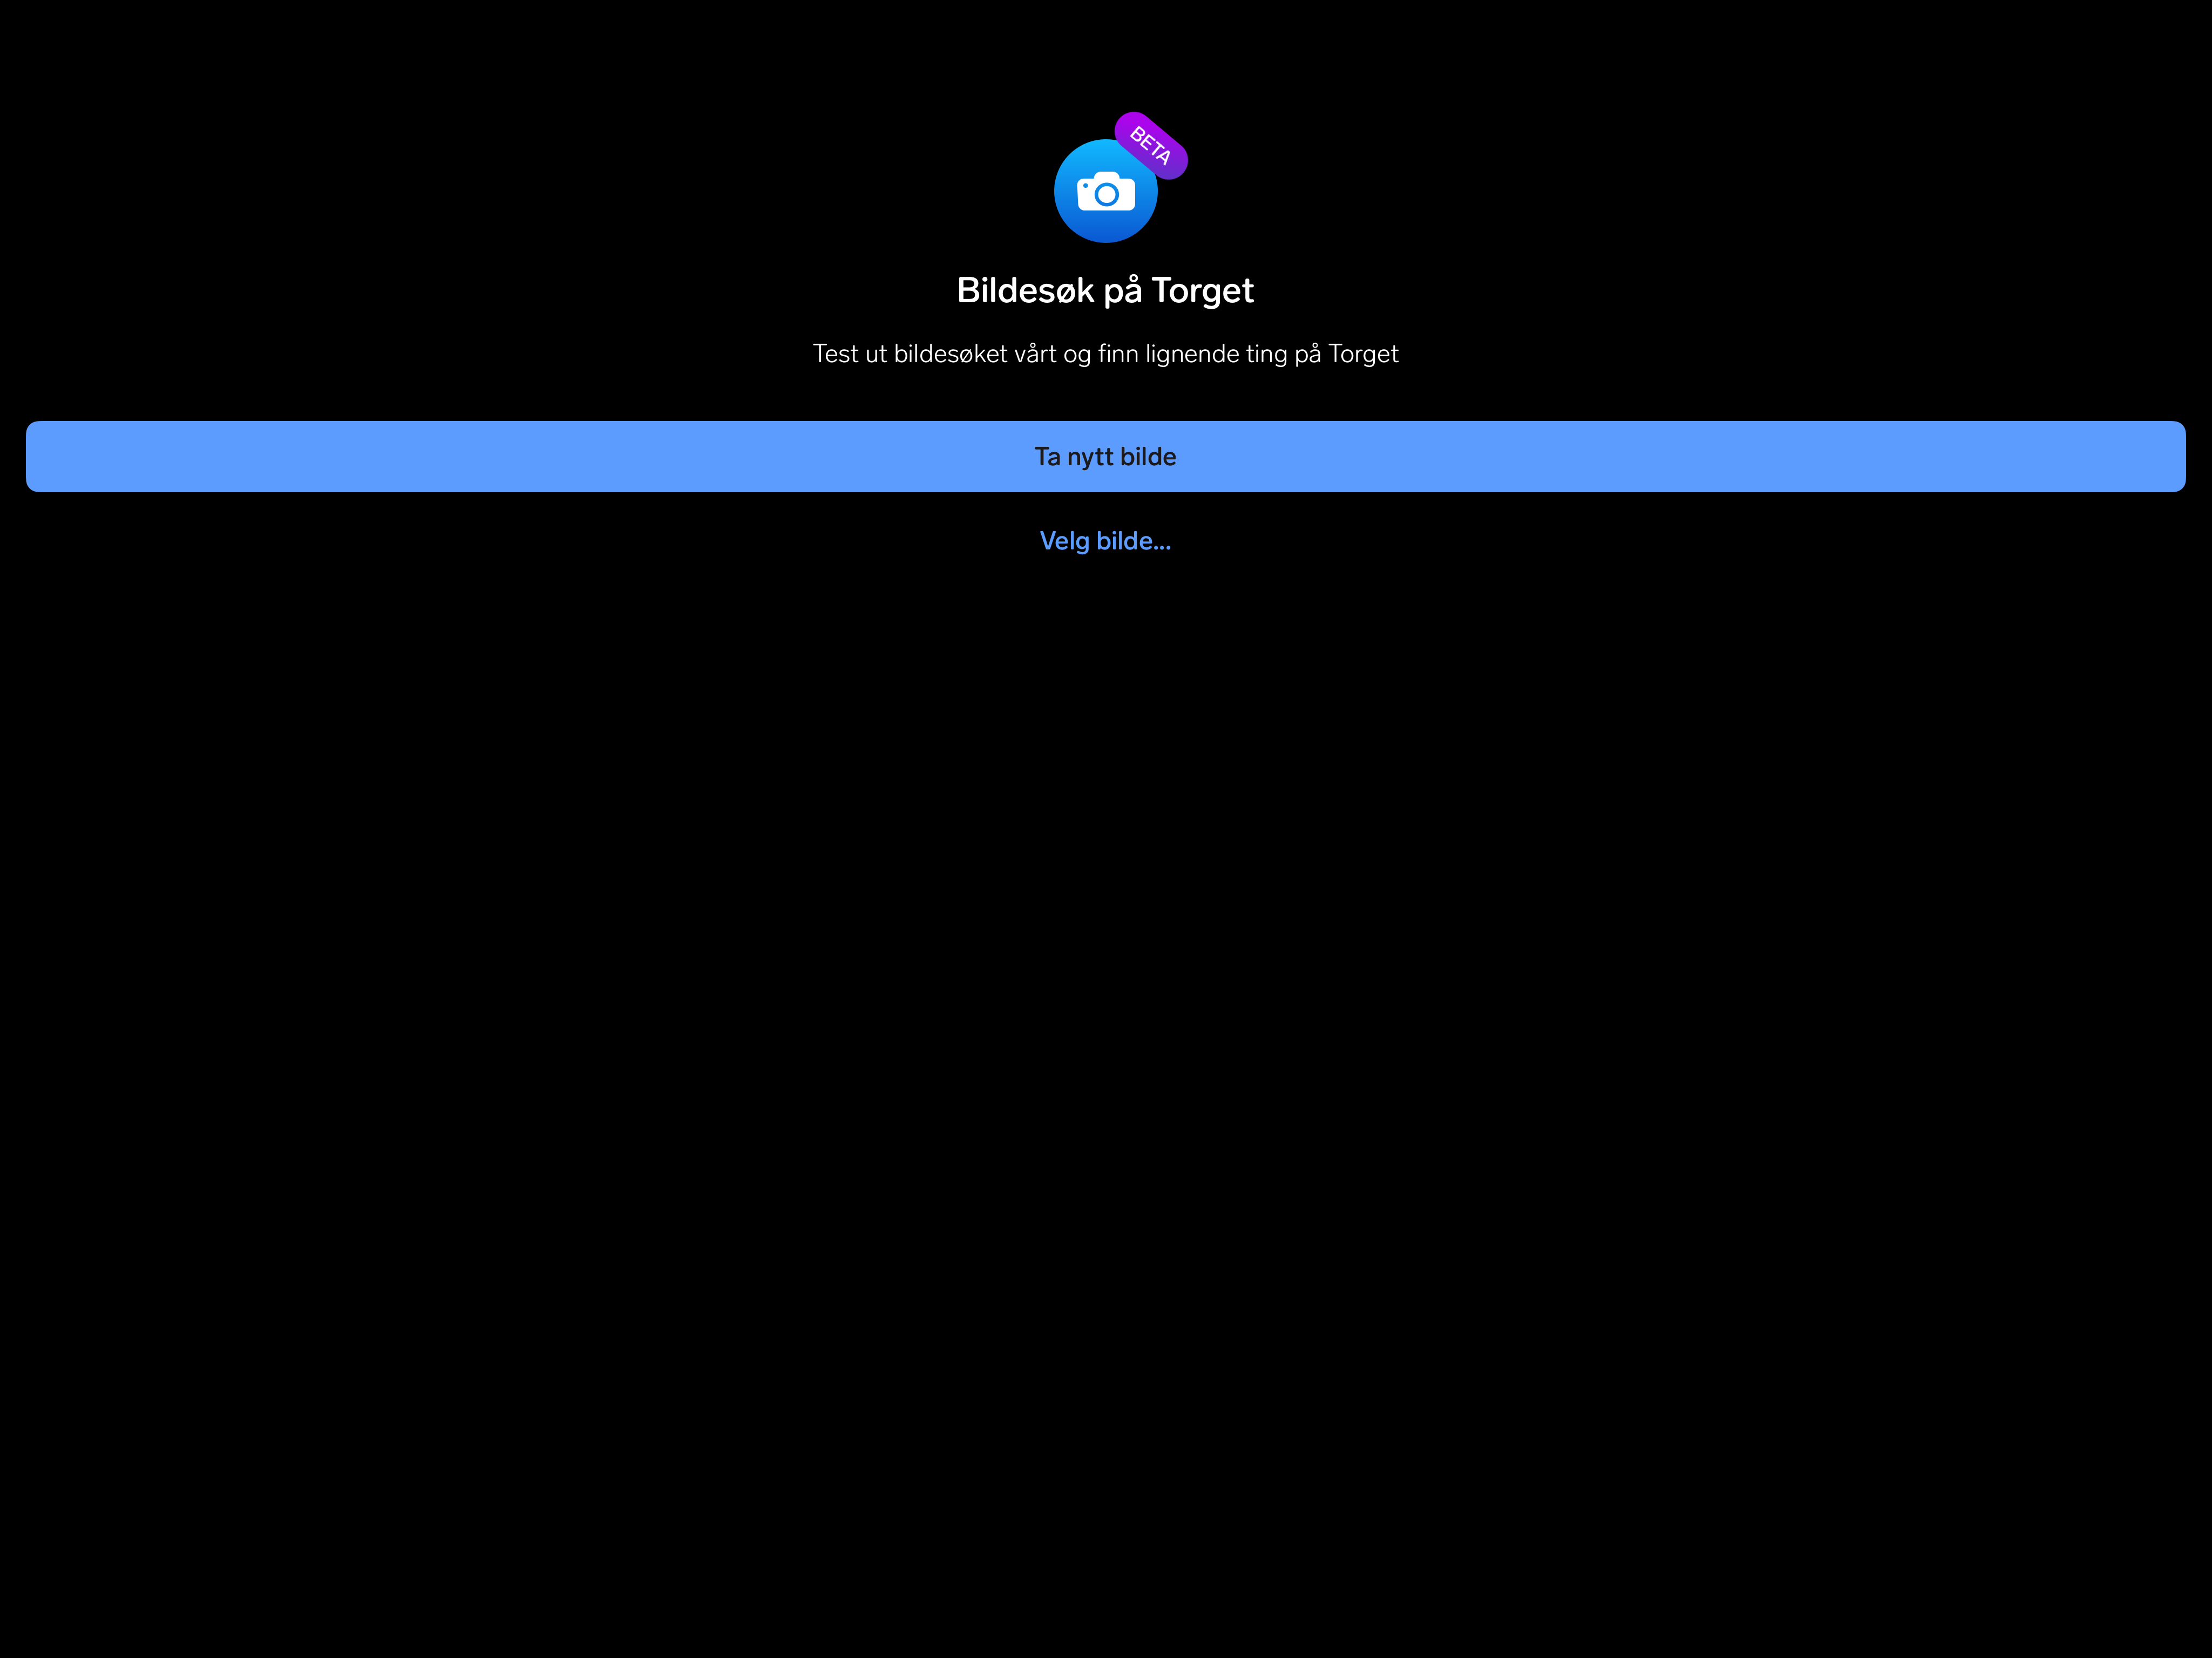 BETA
Bildesøk på Torget
Test ut bildesøket vårt og finn lignende ting på Torget
Ta nytt bilde
Velg bilde...